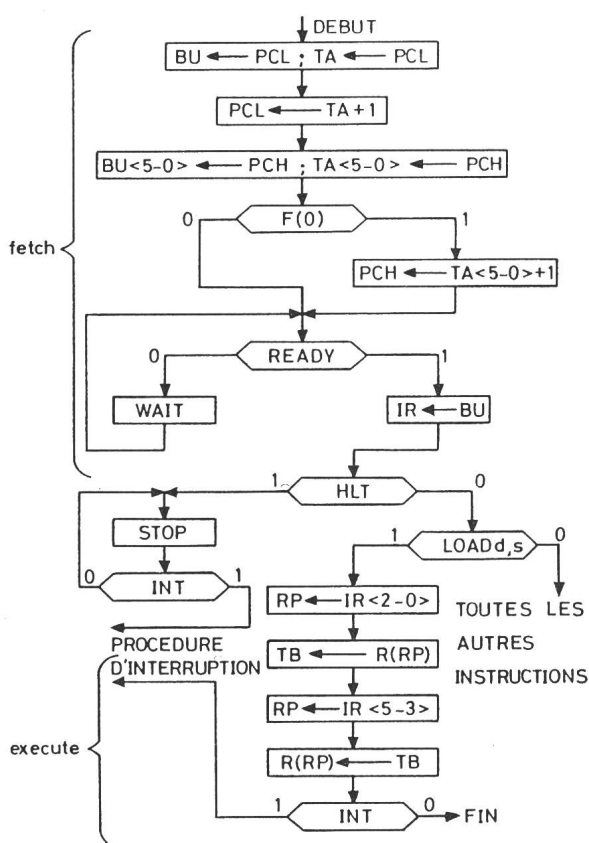 DEBUT
BU ← PCL ; TA ← PCL
PCL ← TA+1
BU<5-0> ← PCH ; TA<5-0> ← PCH
0 F(0) 1
fetch
PCH ← TA<5-0>+1
0 READY 1
WAIT
IR ← BU
1 HLT 0
STOP
1 LOADd,s 0
0 INT 1
RP ← IR<2-0>
TOUTES LES
PROCEDURE
D'INTERRUPTION
TB ← R(RP)
AUTRES
INSTRUCTIONS
RP ← IR <5-3>
execute
R(RP) ← TB
1 INT 0
FIN